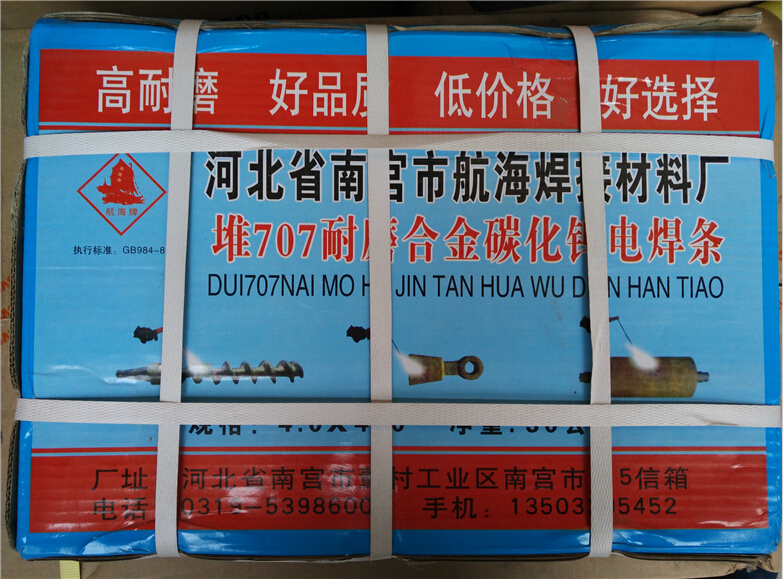 高耐磨 好品质 低价格 好选择
河北省南宫市航海焊接材料厂
航海牌
堆707耐磨合金碳化钨电焊条
执行标准：GB984-8
DUI707NAI MO H JIN TAN HUA WU D N HAN TIAO
规格：4.0X4 0 净重：
厂址 河北省南宫市 村工业区南宫市 5信箱
电话 0319-5398600 手机：13503 5452